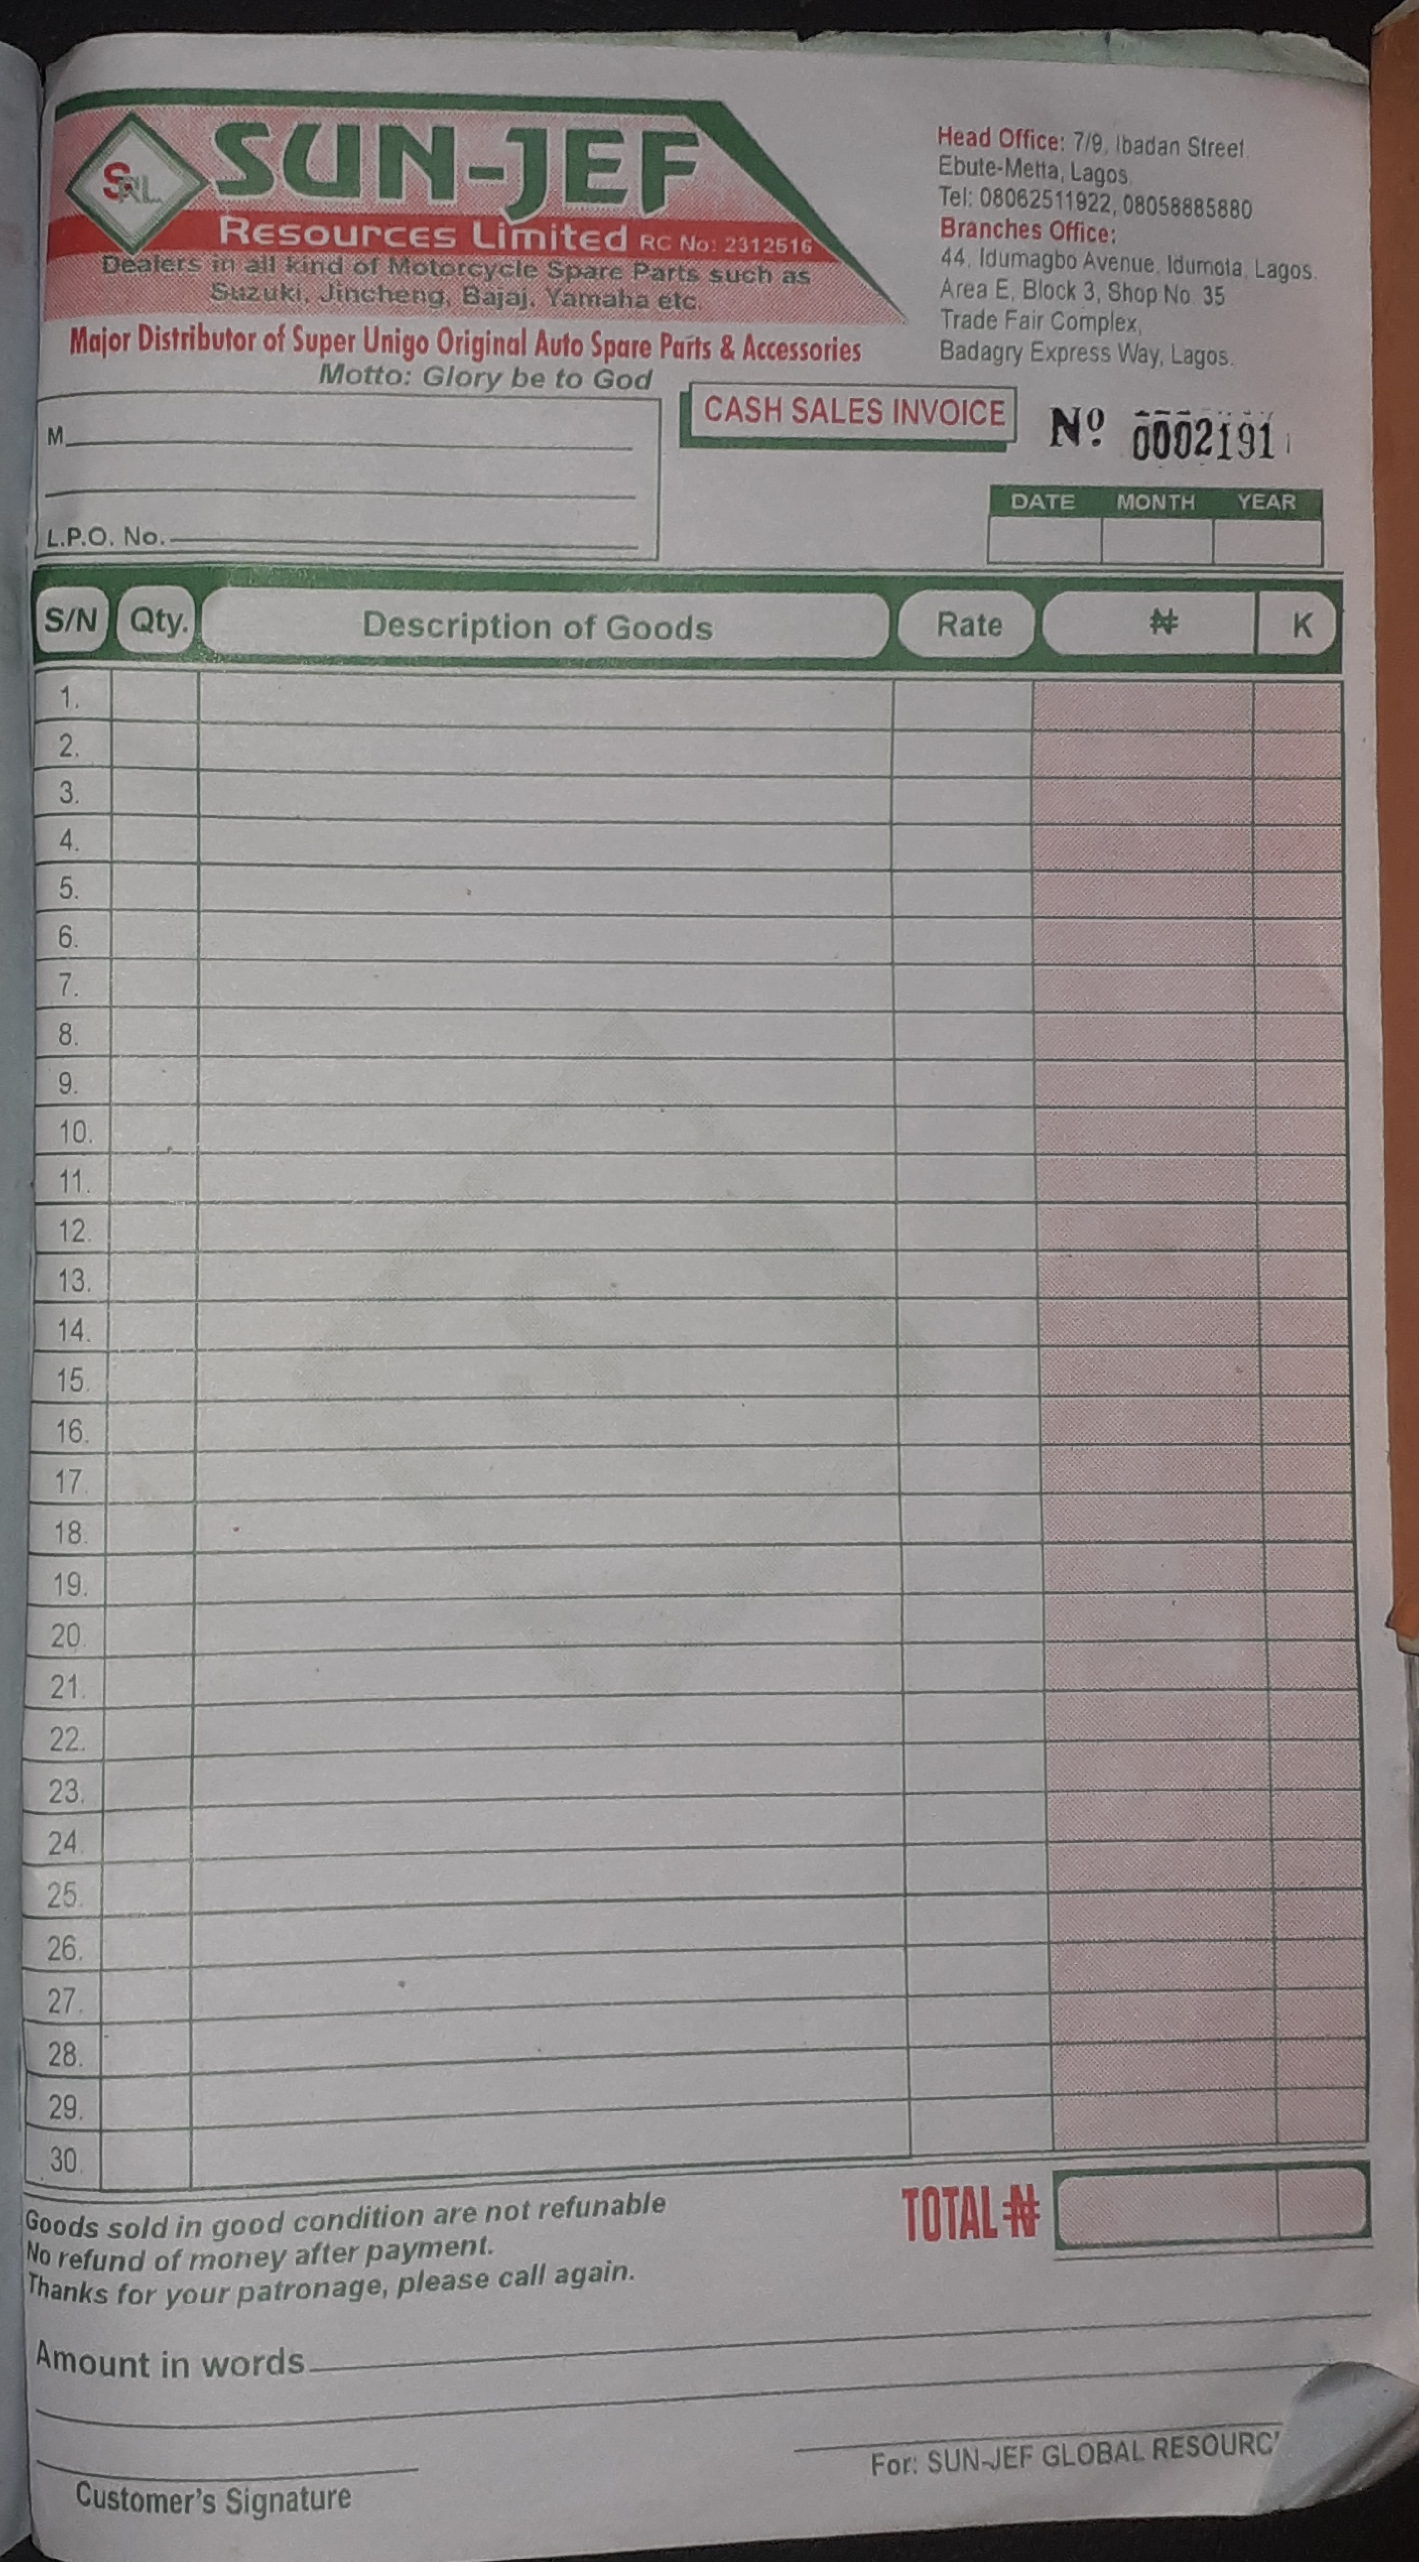 SRL
SUN-JEF
Resources Limited RC No: 2312516
Dealers in all kind of Motorcycle Spare Parts such as
Suzuki, Jincheng, Bajaj, Yamaha etc.
Major Distributor of Super Unigo Original Auto Spare Parts & Accessories
Motto: Glory be to God
Head Office: 7/9, Ibadan Street,
Ebute-Metta, Lagos.
Tel: 08062511922, 08058885880
Branches Office:
44, Idumagbo Avenue, Idumota, Lagos.
Area E, Block 3, Shop No. 35
Trade Fair Complex,
Badagry Express Way, Lagos.
CASH SALES INVOICE
Nº 0002191
M
L.P.O. No.
DATE MONTH YEAR
S/N Qty. Description of Goods Rate ₦ K
1.
2.
3.
4.
5.
6.
7.
8.
9.
10.
11.
12.
13.
14.
15.
16.
17.
18.
19.
20.
21.
22.
23.
24.
25.
26.
27.
28.
29.
30.
TOTAL ₦
Goods sold in good condition are not refunable
No refund of money after payment.
Thanks for your patronage, please call again.
Amount in words
Customer's Signature
For: SUN-JEF GLOBAL